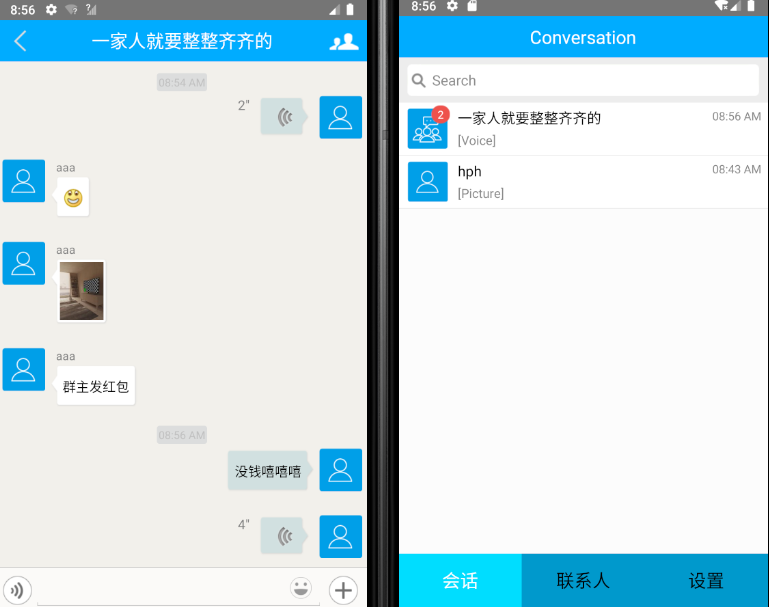 8:56
一家人就要整整齐齐的
08:54 AM
2"
aaa
aaa
aaa
群主发红包
08:56 AM
没钱嘻嘻嘻
4"
8:56
Conversation
Search
2
一家人就要整整齐齐的
08:56 AM
[Voice]
hph
08:43 AM
[Picture]
会话
联系人
设置